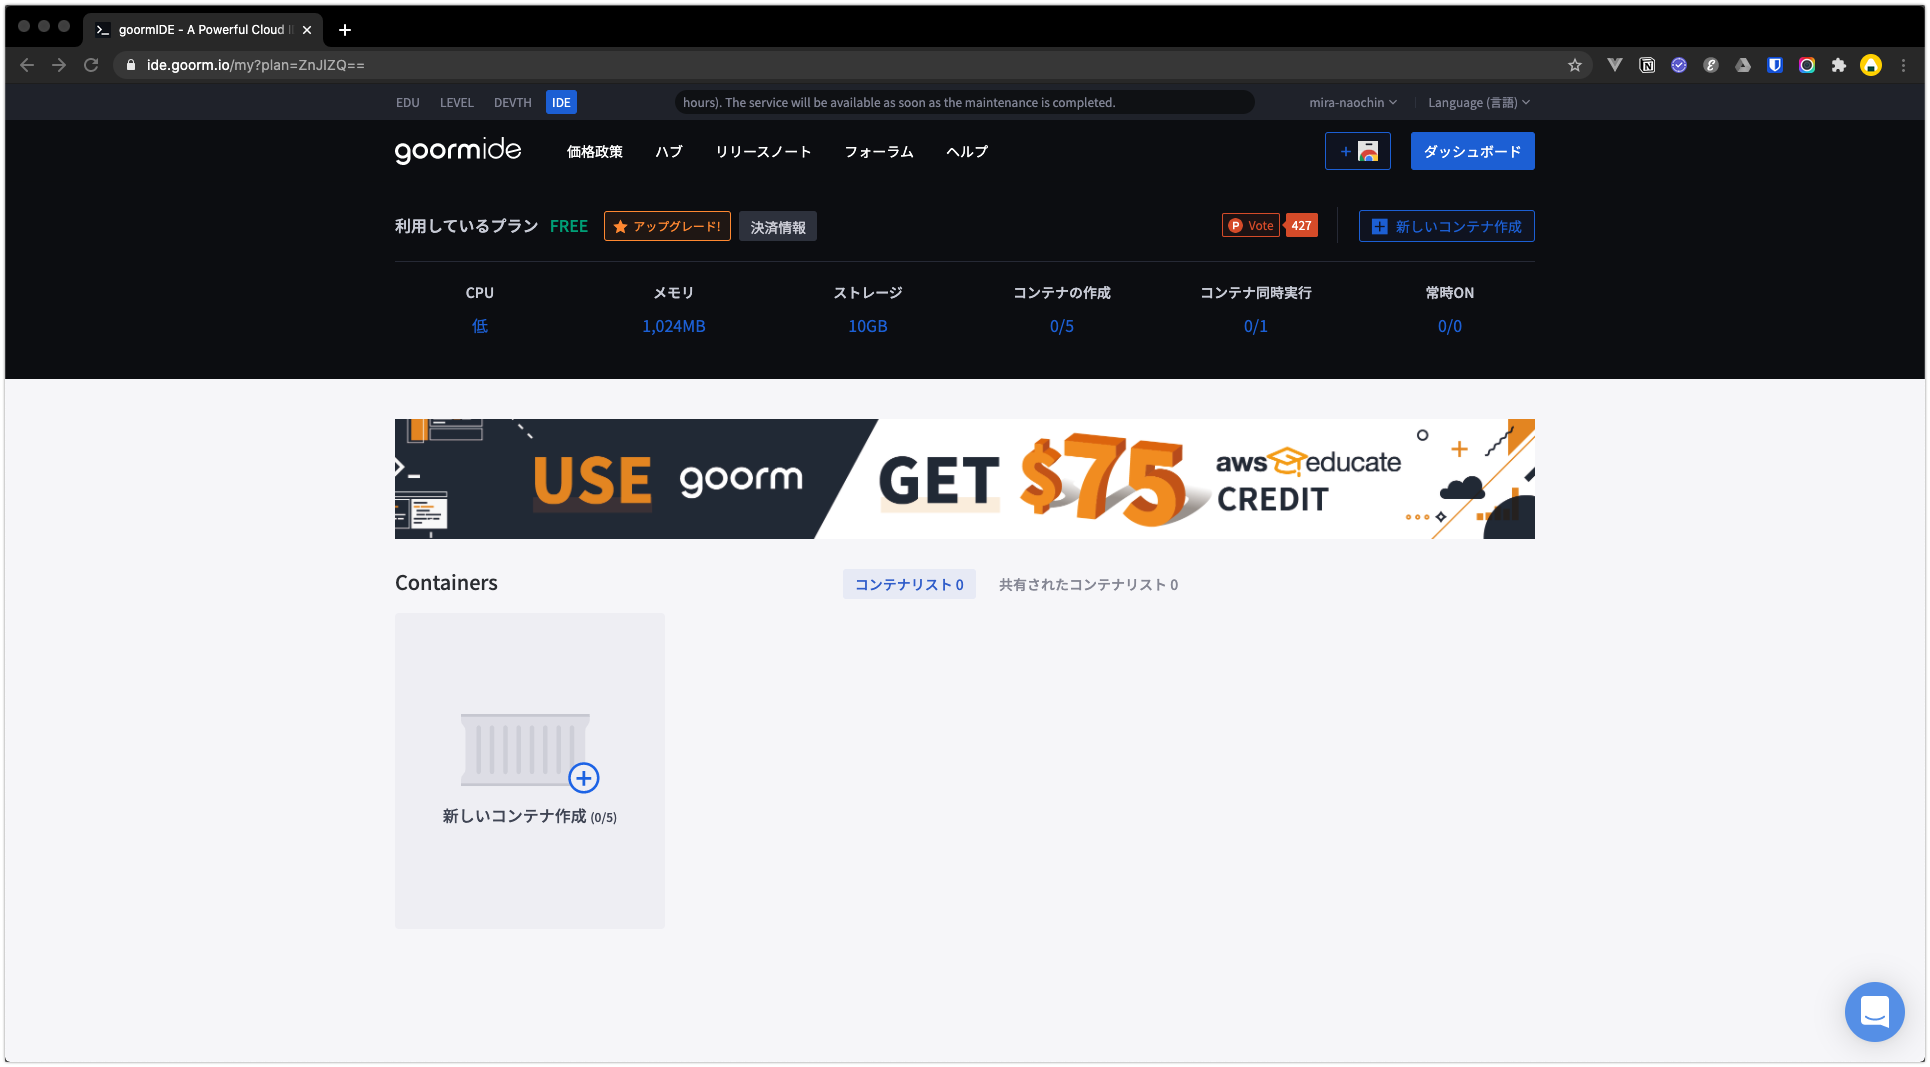 goormIDE - A Powerful Cloud I
ide.goorm.io/my?plan=ZnJlZQ==
EDU LEVEL DEVTH IDE
hours). The service will be available as soon as the maintenance is completed.
mira-naochin
Language (言語)
goormide
価格政策 ハブ リリースノート フォーラム ヘルプ
ダッシュボード
利用しているプラン FREE アップグレード! 決済情報
Vote 427
新しいコンテナ作成
CPU メモリ ストレージ コンテナの作成 コンテナ同時実行 常時ON
低 1,024MB 10GB 0/5 0/1 0/0
USE goorm GET $75 aws educate
CREDIT
Containers
コンテナリスト 0 共有されたコンテナリスト 0
新しいコンテナ作成 (0/5)